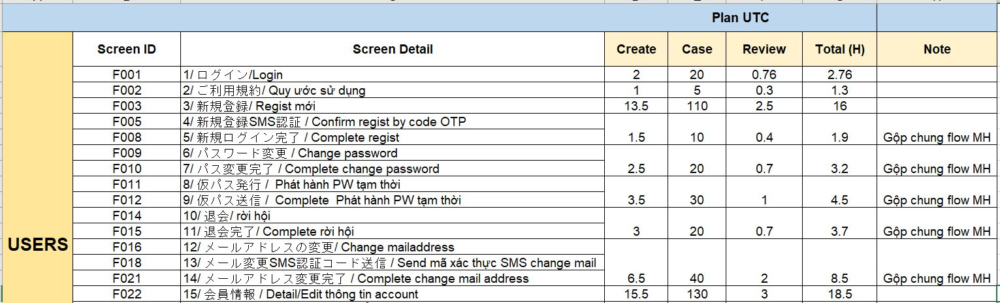 Plan UTC
Screen ID Screen Detail Create Case Review Total (H) Note
F001 1/ ログイン/Login 2 20 0.76 2.76
F002 2/ ご利用規約/ Quy ước sử dụng 1 5 0.3 1.3
F003 3/ 新規登録/ Regist mới 13.5 110 2.5 16
F005 4/ 新規登録SMS認証 / Confirm regist by code OTP
F008 5/ 新規ログイン完了 / Complete regist 1.5 10 0.4 1.9 Gộp chung flow MH
F009 6/ パスワード変更 / Change password
F010 7/ パス変更完了 / Complete change password 2.5 20 0.7 3.2 Gộp chung flow MH
F011 8/ 仮パス発行 / Phát hành PW tạm thời
F012 9/ 仮パス送信 / Complete Phát hành PW tạm thời 3.5 30 1 4.5 Gộp chung flow MH
F014 10/ 退会/ rời hội
F015 11/ 退会完了/ Complete rời hội 3 20 0.7 3.7 Gộp chung flow MH
USERS
F016 12/ メールアドレスの変更/ Change mailaddress
F018 13/ メール変更SMS認証コード送信 / Send mã xác thực SMS change mail
F021 14/ メールアドレス変更完了 / Complete change mail address 6.5 40 2 8.5 Gộp chung flow MH
F022 15/ 会員情報 / Detail/Edit thông tin account 15.5 130 3 18.5